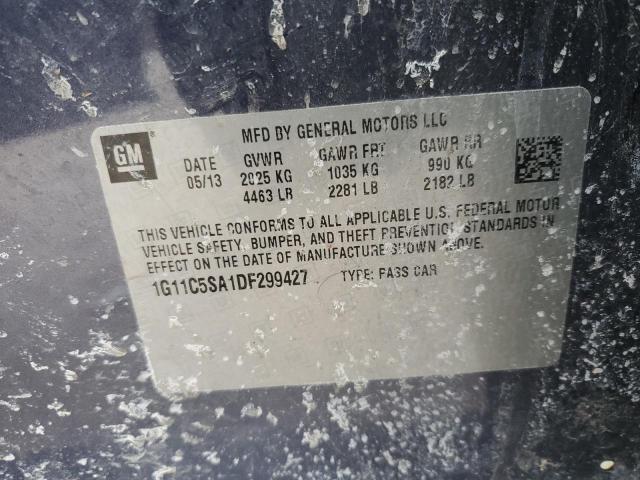 GM
MFD BY GENERAL MOTORS LLC
DATE GVWR GAWR FRT GAWR RR
05/13 2025 KG 1035 KG 990 KG
4463 LB 2281 LB 2182 LB
THIS VEHICLE CONFORMS TO ALL APPLICABLE U.S. FEDERAL MOTOR
VEHICLE SAFETY, BUMPER, AND THEFT PREVENTION STANDARDS IN
EFFECT ON THE DATE OF MANUFACTURE SHOWN ABOVE.
1G11C5SA1DF299427 TYPE: PASS CAR